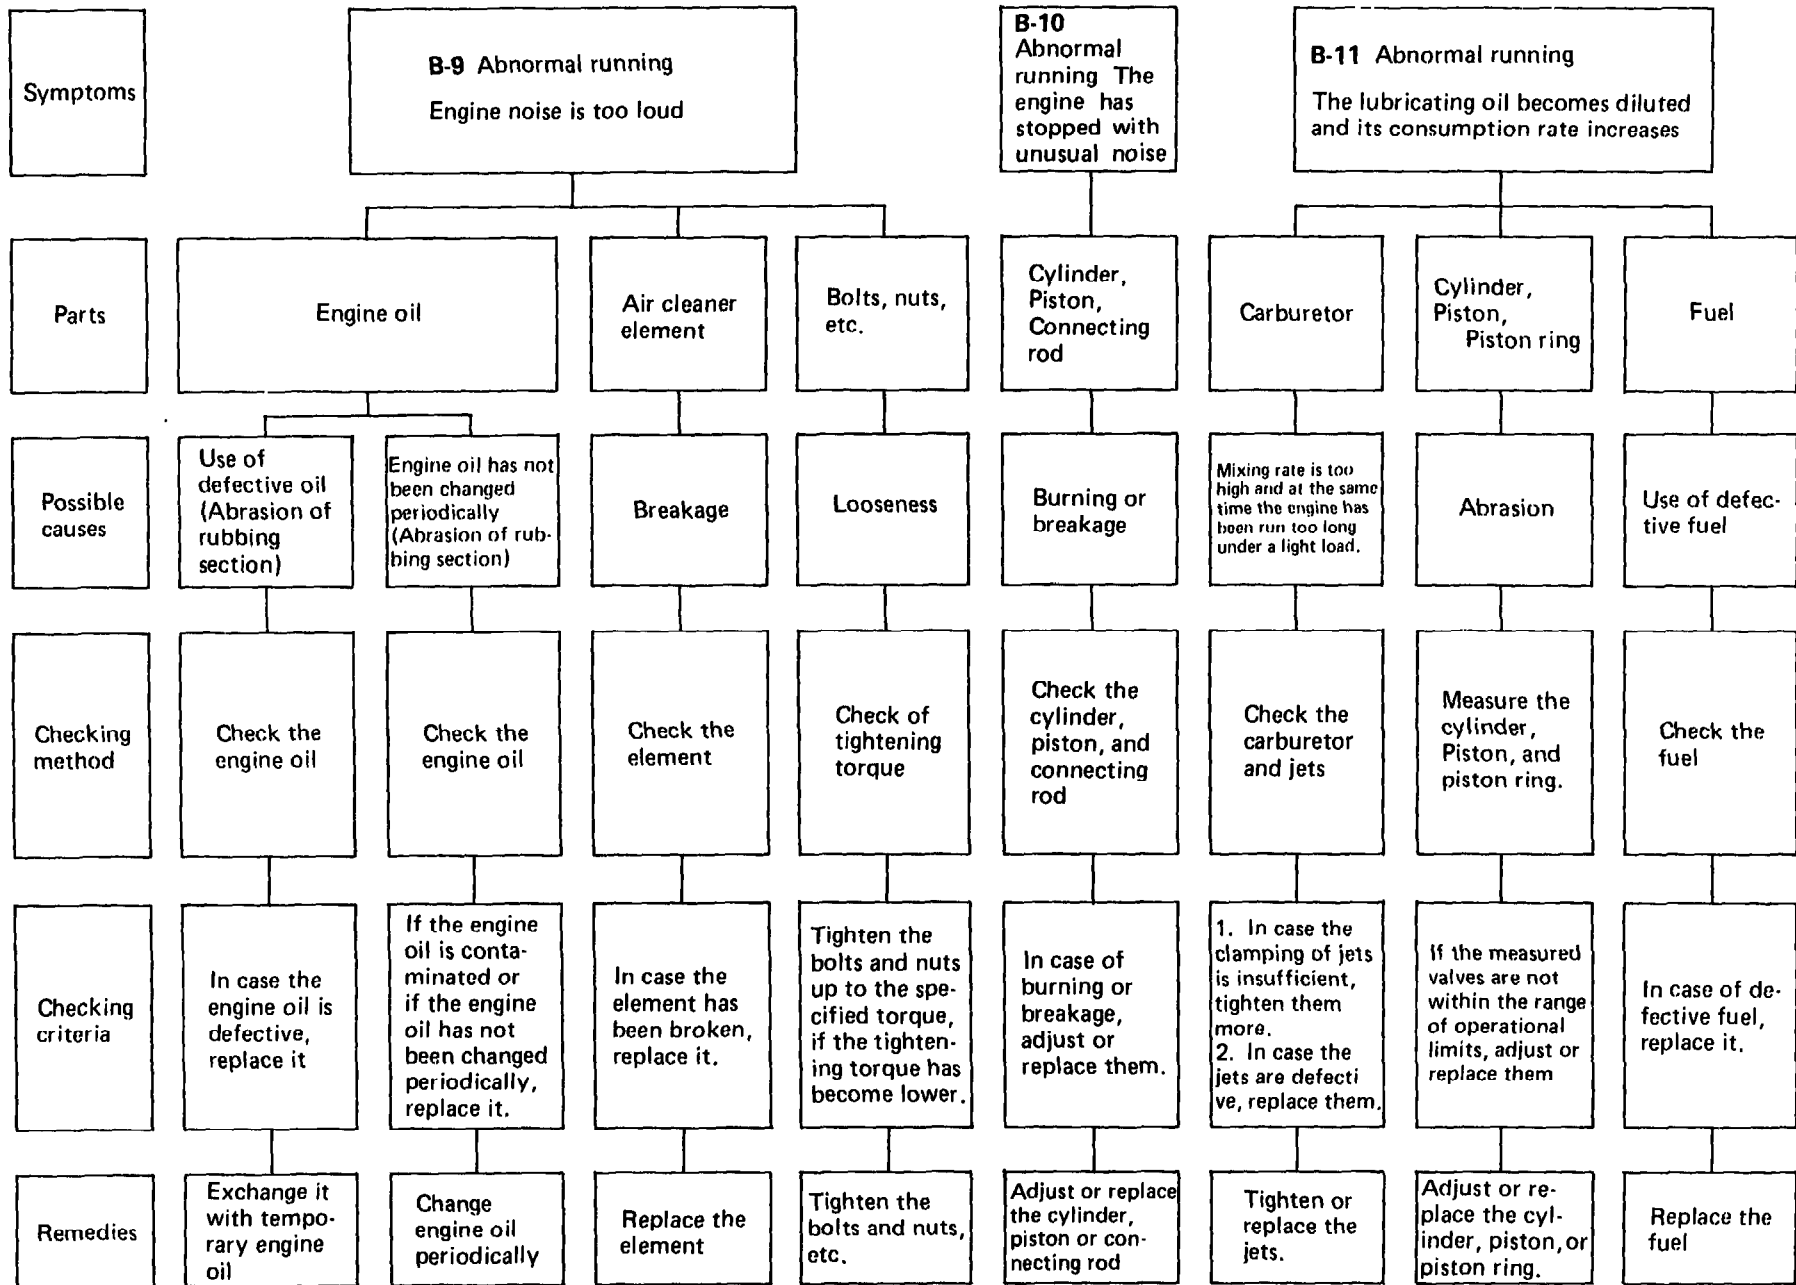 Symptoms
B-9 Abnormal running
Engine noise is too loud
B-10
Abnormal
running The
engine has
stopped with
unusual noise
B-11 Abnormal running
The lubricating oil becomes diluted
and its consumption rate increases
Parts
Engine oil
Air cleaner
element
Bolts, nuts,
etc.
Cylinder,
Piston,
Connecting
rod
Carburetor
Cylinder,
Piston,
Piston ring
Fuel
Possible
causes
Use of
defective oil
(Abrasion of
rubbing
section)
Engine oil has not
been changed
periodically
(Abrasion of rub-
bing section)
Breakage
Looseness
Burning or
breakage
Mixing rate is too
high and at the same
time the engine has
been run too long
under a light load.
Abrasion
Use of defec-
tive fuel
Checking
method
Check the
engine oil
Check the
engine oil
Check the
element
Check of
tightening
torque
Check the
cylinder,
piston, and
connecting
rod
Check the
carburetor
and jets
Measure the
cylinder,
Piston, and
piston ring.
Check the
fuel
Checking
criteria
In case the
engine oil is
defective,
replace it
If the engine
oil is conta-
minated or
if the engine
oil has not
been changed
periodically,
replace it.
In case the
element has
been broken,
replace it.
Tighten the
bolts and nuts
up to the spe-
cified torque,
if the tighten-
ing torque has
become lower.
In case of
burning or
breakage,
adjust or
replace them.
1. In case the
clamping of jets
is insufficient,
tighten them
more.
2. In case the
jets are defecti
ve, replace them.
If the measured
valves are not
within the range
of operational
limits, adjust or
replace them
In case of de-
fective fuel,
replace it.
Remedies
Exchange it
with tempo-
rary engine
oil
Change
engine oil
periodically
Replace the
element
Tighten the
bolts and nuts,
etc.
Adjust or replace
the cylinder,
piston or con-
necting rod
Tighten or
replace the
jets.
Adjust or re-
place the cyl-
inder, piston, or
piston ring.
Replace the
fuel